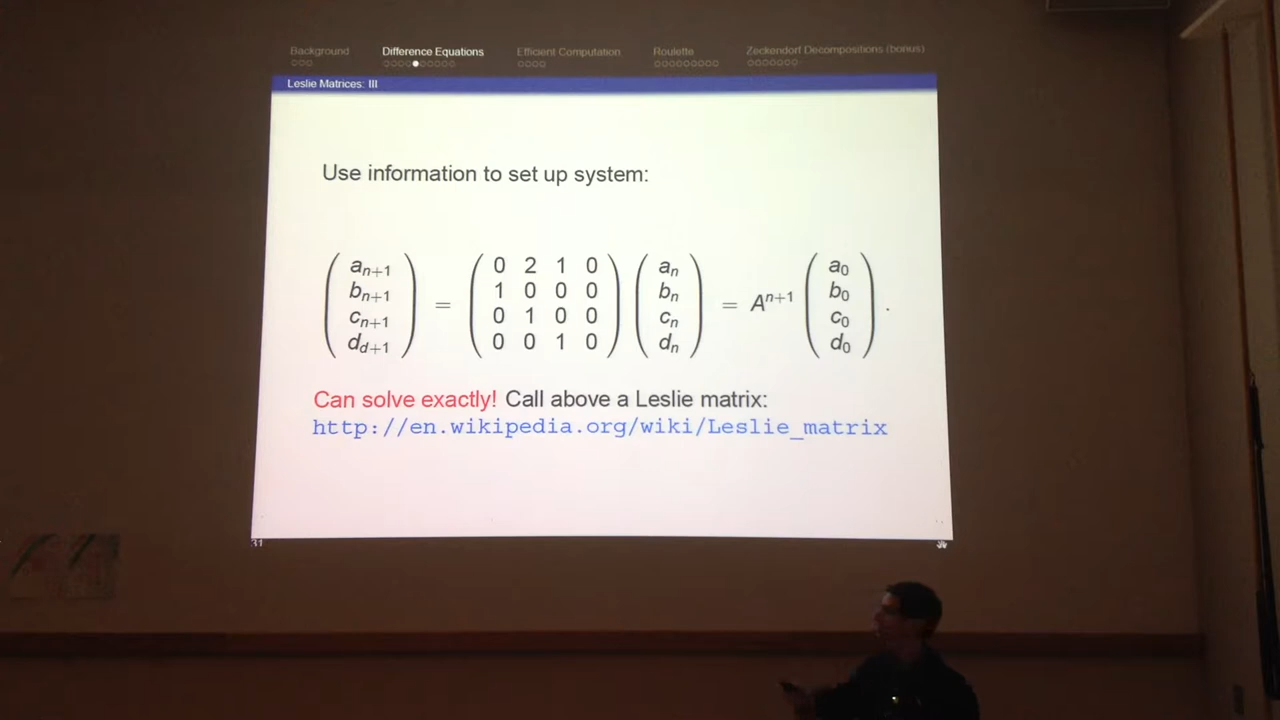 Background Difference Equations Efficient Computation Roulette Zeckendorf Decompositions (bonus)
Leslie Matrices: III
Use information to set up system:
( a_{n+1} ) ( 0 2 1 0 ) ( a_n ) ( a_0 )
( b_{n+1} ) = ( 1 0 0 0 ) ( b_n ) = A^{n+1} ( b_0 ) .
( c_{n+1} ) ( 0 1 0 0 ) ( c_n ) ( c_0 )
( d_{d+1} ) ( 0 0 1 0 ) ( d_n ) ( d_0 )
Can solve exactly! Call above a Leslie matrix:
http://en.wikipedia.org/wiki/Leslie_matrix
31